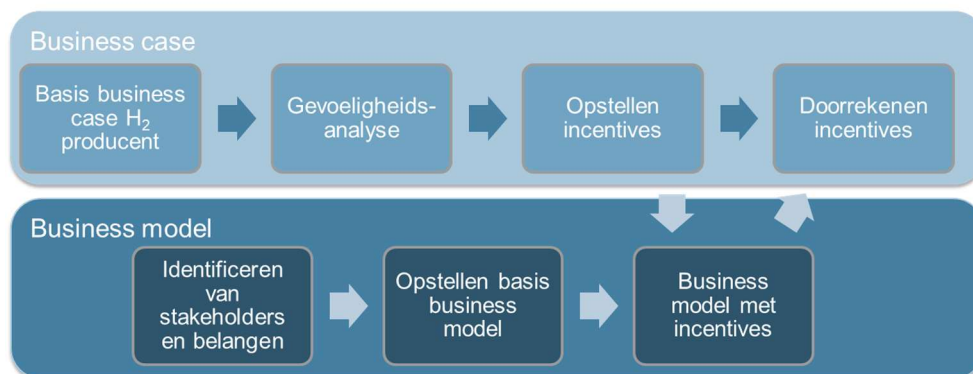 Business case
Basis business
case H₂
producent
Gevoeligheids-
analyse
Opstellen
incentives
Doorrekenen
incentives
Business model
Identificeren
van
stakeholders
en belangen
Opstellen basis
business
model
Business
model met
incentives